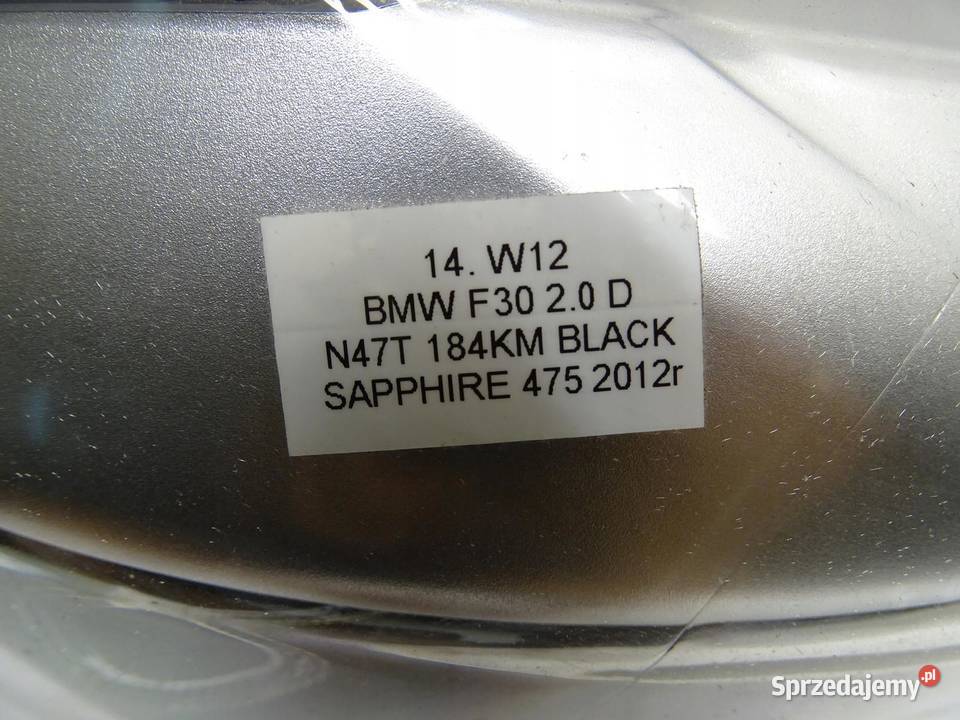 14. W12
BMW F30 2.0 D
N47T 184KM BLACK
SAPPHIRE 475 2012r
Sprzedajemy.pl